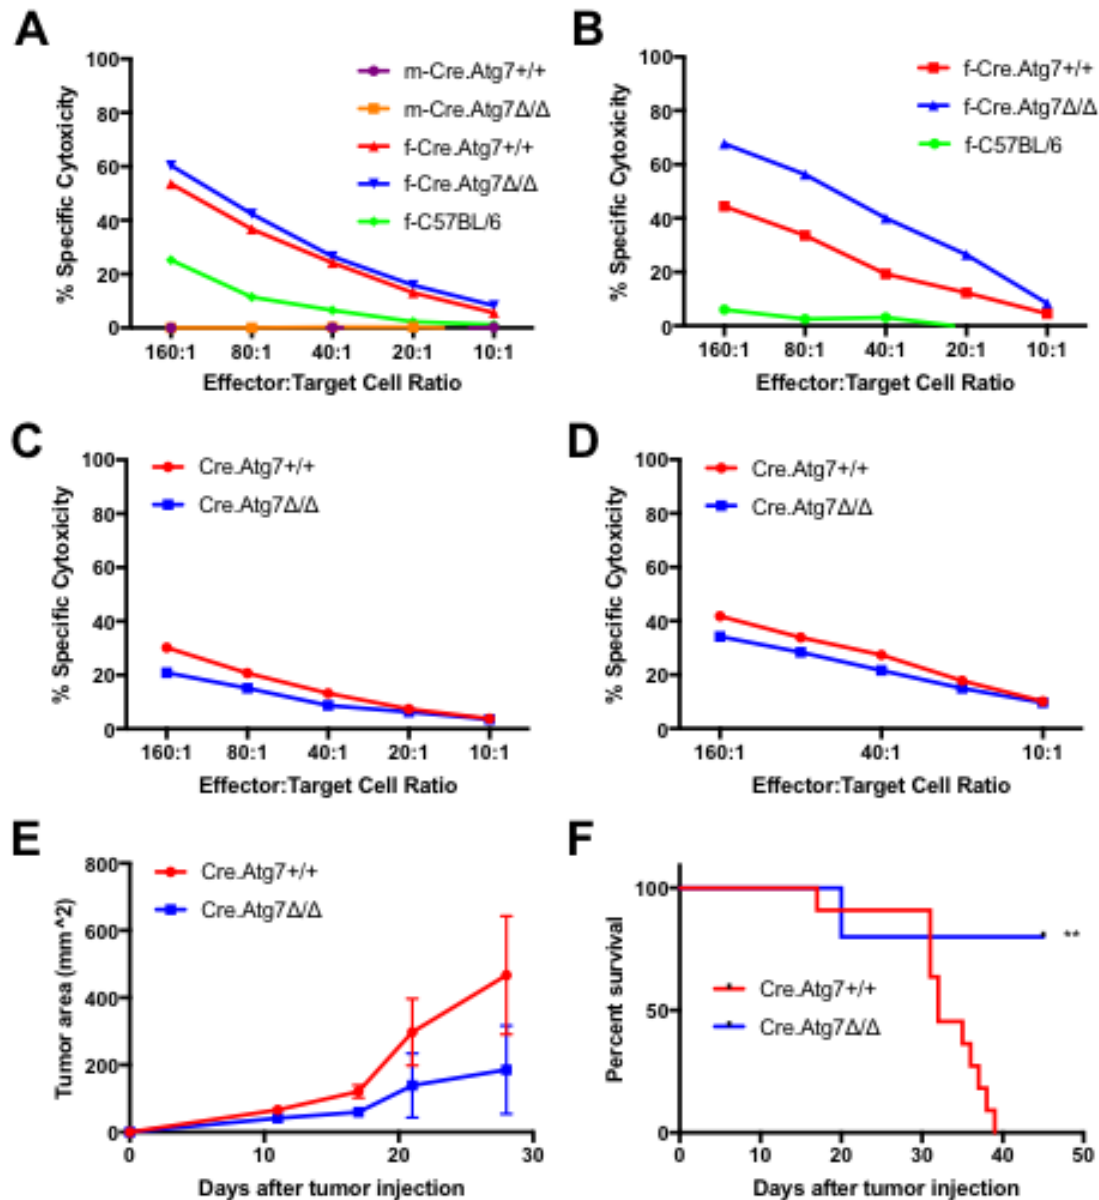 A
% Specific Cytoxicity
100
80
60
40
20
0
m-Cre.Atg7+/+
m-Cre.Atg7Δ/Δ
f-Cre.Atg7+/+
f-Cre.Atg7Δ/Δ
f-C57BL/6
160:1 80:1 40:1 20:1 10:1
Effector:Target Cell Ratio
B
% Specific Cytoxicity
100
80
60
40
20
0
f-Cre.Atg7+/+
f-Cre.Atg7Δ/Δ
f-C57BL/6
160:1 80:1 40:1 20:1 10:1
Effector:Target Cell Ratio
C
% Specific Cytoxicity
100
80
60
40
20
0
Cre.Atg7+/+
Cre.Atg7Δ/Δ
160:1 80:1 40:1 20:1 10:1
Effector:Target Cell Ratio
D
% Specific Cytoxicity
100
80
60
40
20
0
Cre.Atg7+/+
Cre.Atg7Δ/Δ
160:1 40:1 10:1
Effector:Target Cell Ratio
E
Tumor area (mm^2)
800
600
400
200
0
Cre.Atg7+/+
Cre.Atg7Δ/Δ
0 10 20 30
Days after tumor injection
F
Percent survival
100
50
0
**
Cre.Atg7+/+
Cre.Atg7Δ/Δ
0 10 20 30 40 50
Days after tumor injection